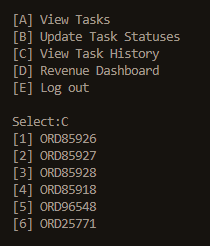 [A] View Tasks
[B] Update Task Statuses
[C] View Task History
[D] Revenue Dashboard
[E] Log out
Select:C
[1] ORD85926
[2] ORD85927
[3] ORD85928
[4] ORD85918
[5] ORD96548
[6] ORD25771